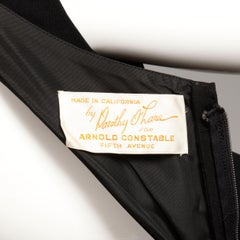 MADE IN CALIFORNIA
by Dorothy O'Hara
FOR
ARNOLD CONSTABLE
FIFTH AVENUE